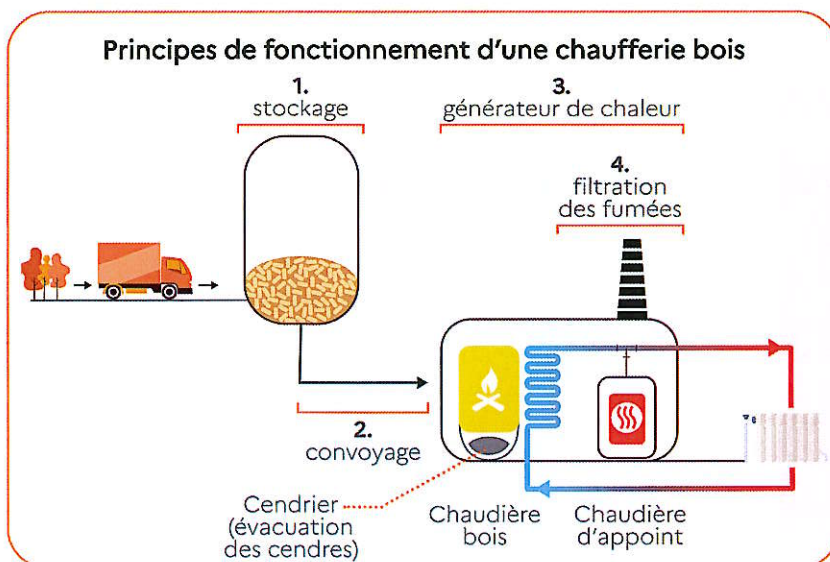 Principes de fonctionnement d'une chaufferie bois
1.
stockage
3.
générateur de chaleur
4.
filtration
des fumées
2.
convoyage
Cendrier
(évacuation
des cendres)
Chaudière
bois
Chaudière
d'appoint